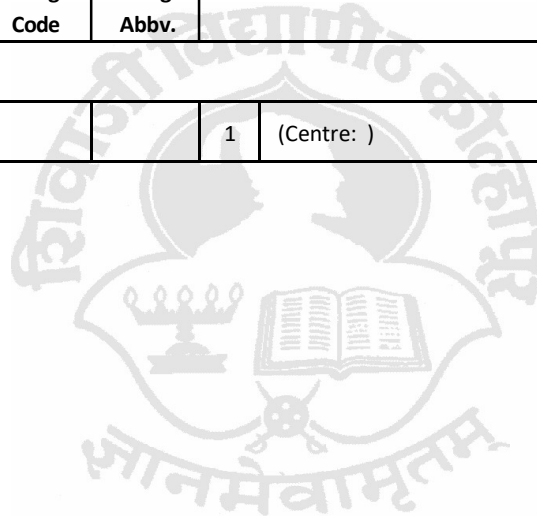 Code Abbv.
1 (Centre: )
शिवाजी विद्यापीठ कोल्हापूर
ज्ञानमेवामृतम्